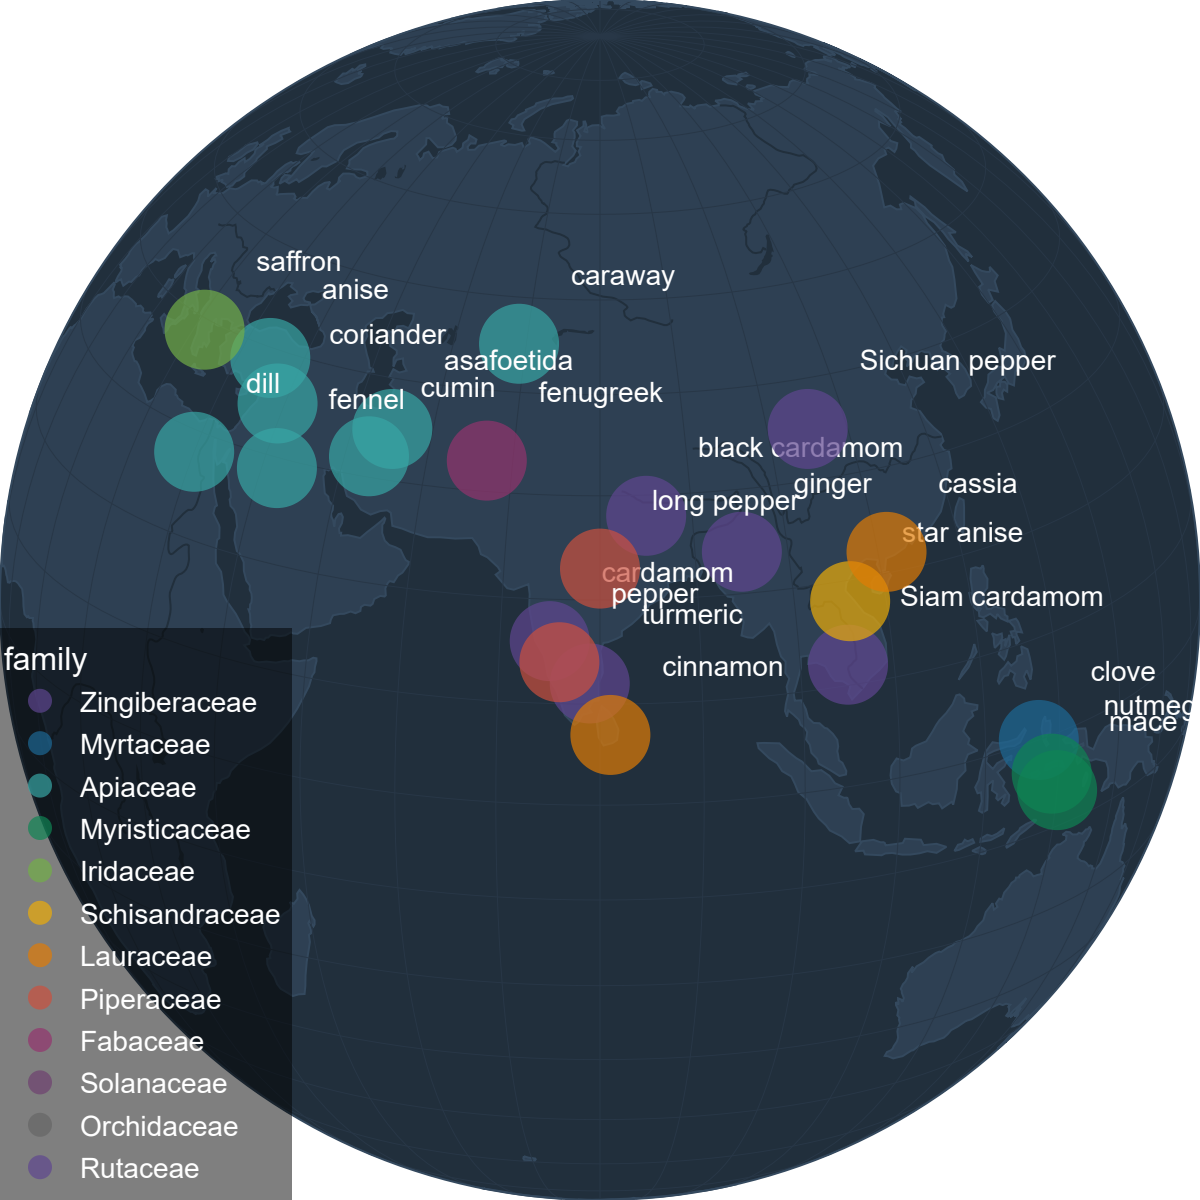 saffron
anise
caraway
coriander
asafoetida
Sichuan pepper
dill
cumin
fenugreek
fennel
black cardamom
ginger
cassia
long pepper
star anise
cardamom
pepper
turmeric
Siam cardamom
cinnamon
clove
nutmeg
mace
family
Zingiberaceae
Myrtaceae
Apiaceae
Myristicaceae
Iridaceae
Schisandraceae
Lauraceae
Piperaceae
Fabaceae
Solanaceae
Orchidaceae
Rutaceae